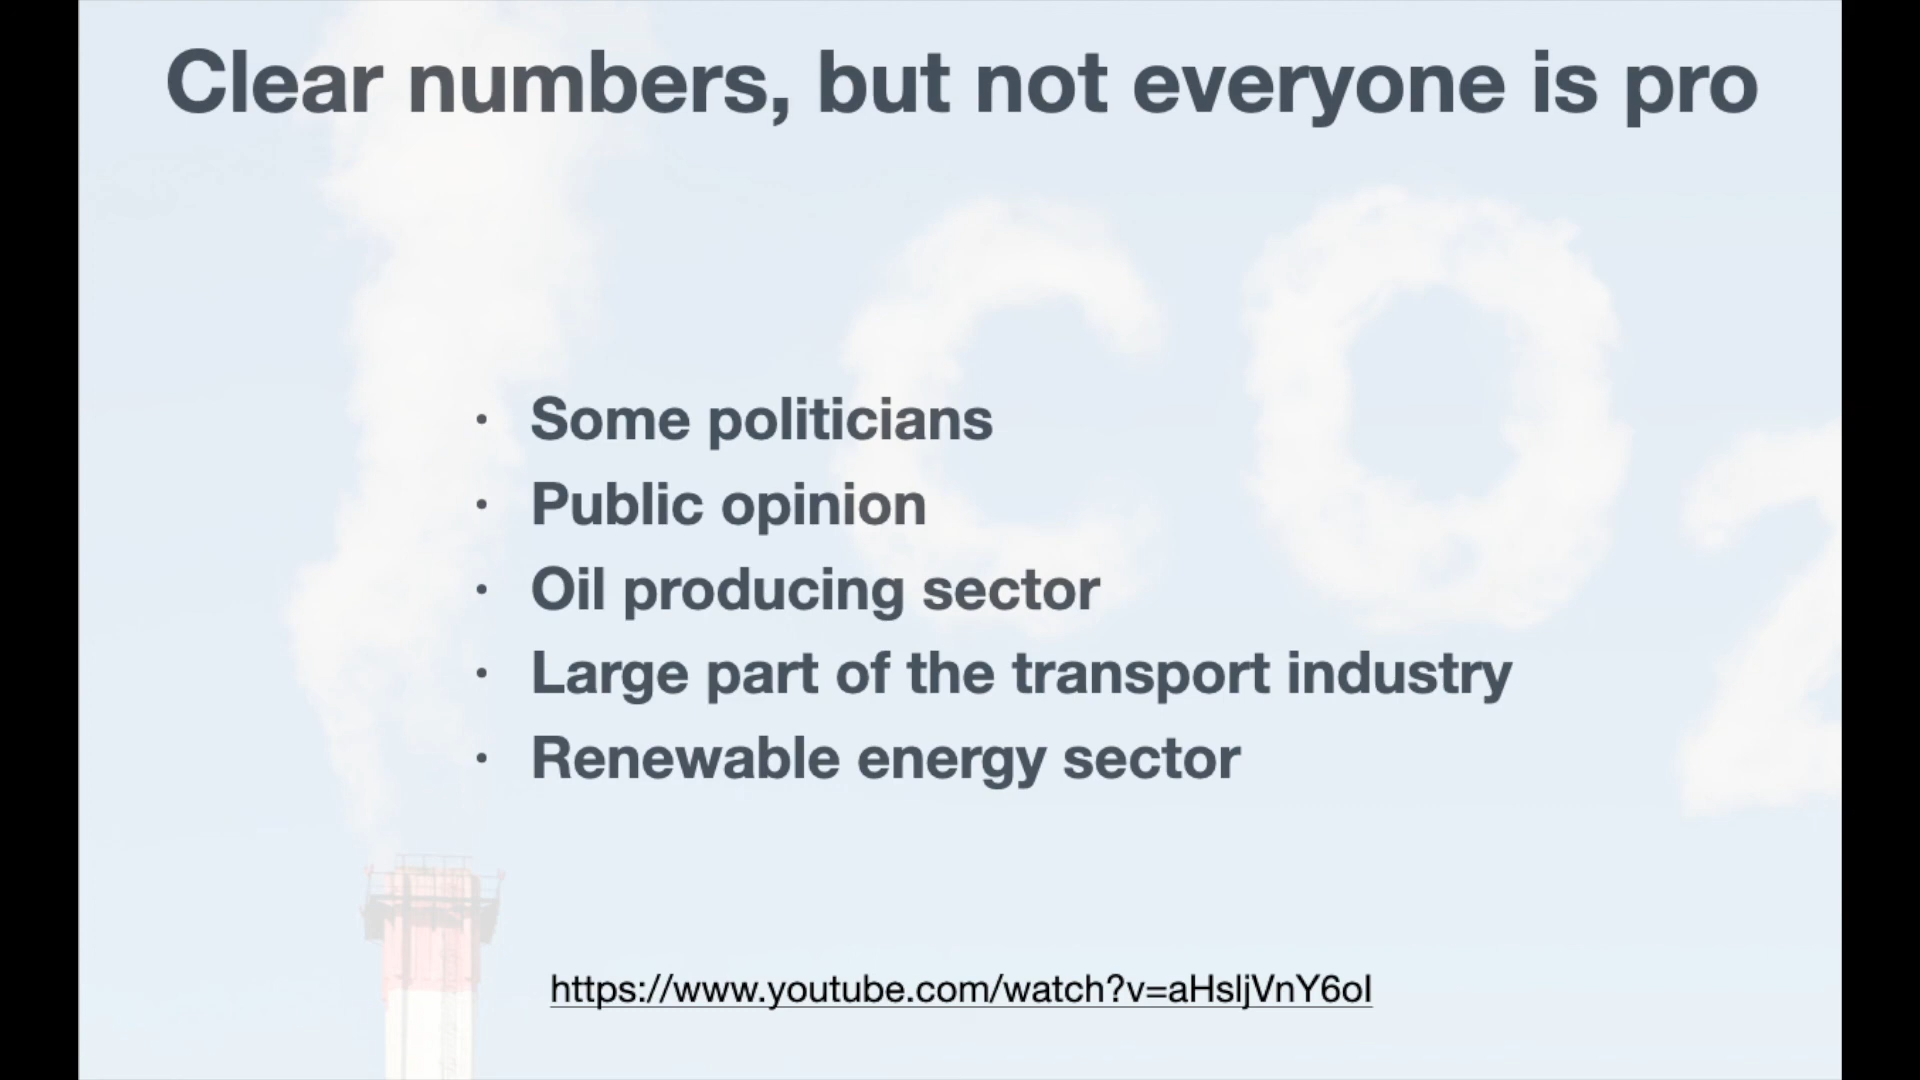 Clear numbers, but not everyone is pro
CO2
· Some politicians
· Public opinion
· Oil producing sector
· Large part of the transport industry
· Renewable energy sector
https://www.youtube.com/watch?v=aHsljVnY6oI